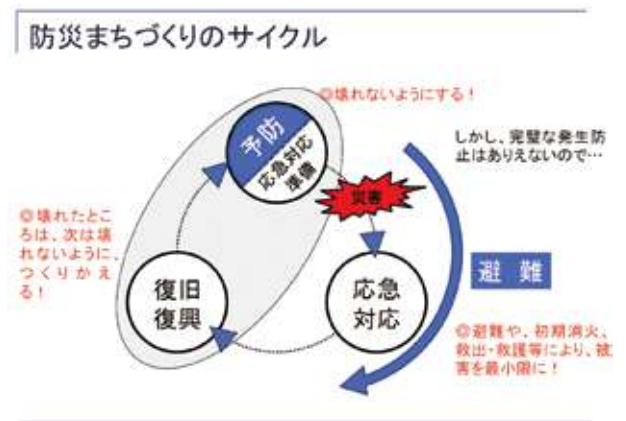 防災まちづくりのサイクル
◎壊れないようにする！
予防
応急対応
準備
しかし、完璧な発生防
止はありえないので…
災害
◎壊れたとこ
ろは、次は壊
れないように、
つくりかえ
る！
避 難
復旧
復興
応急
対応
◎避難や、初期消火、
救出・救護等により、被
害を最小限に！